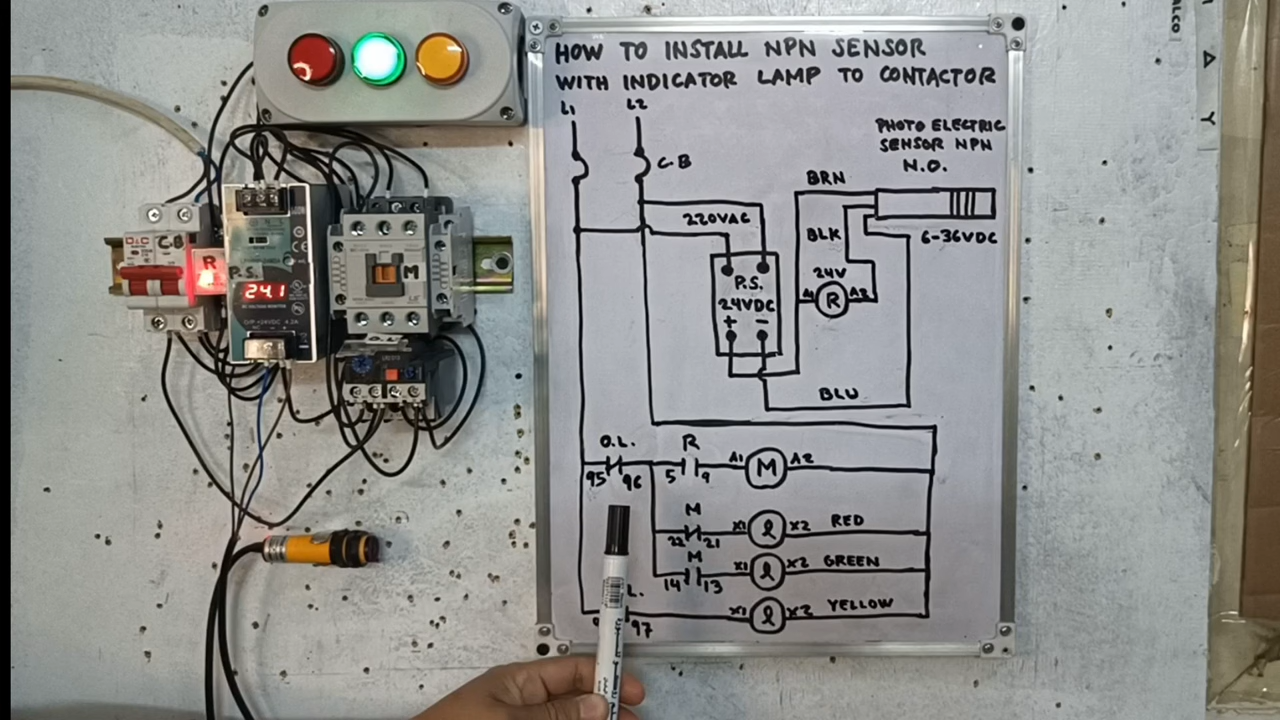 HOW TO INSTALL NPN SENSOR
WITH INDICATOR LAMP TO CONTACTOR
L1
L2
C-B
PHOTO ELECTRIC
SENSOR NPN
N.O.
BRN
220VAC
BLK
6-36VDC
24V
A1 R A2
P.S.
24VDC
+ -
BLU
O.L.
R
95 96
5 9
A1 M A2
M
22 21
X1 l X2 RED
M
14 13
X1 l X2 GREEN
L.
97
X1 l X2 YELLOW
C.B
R
P.S.
24.1
M